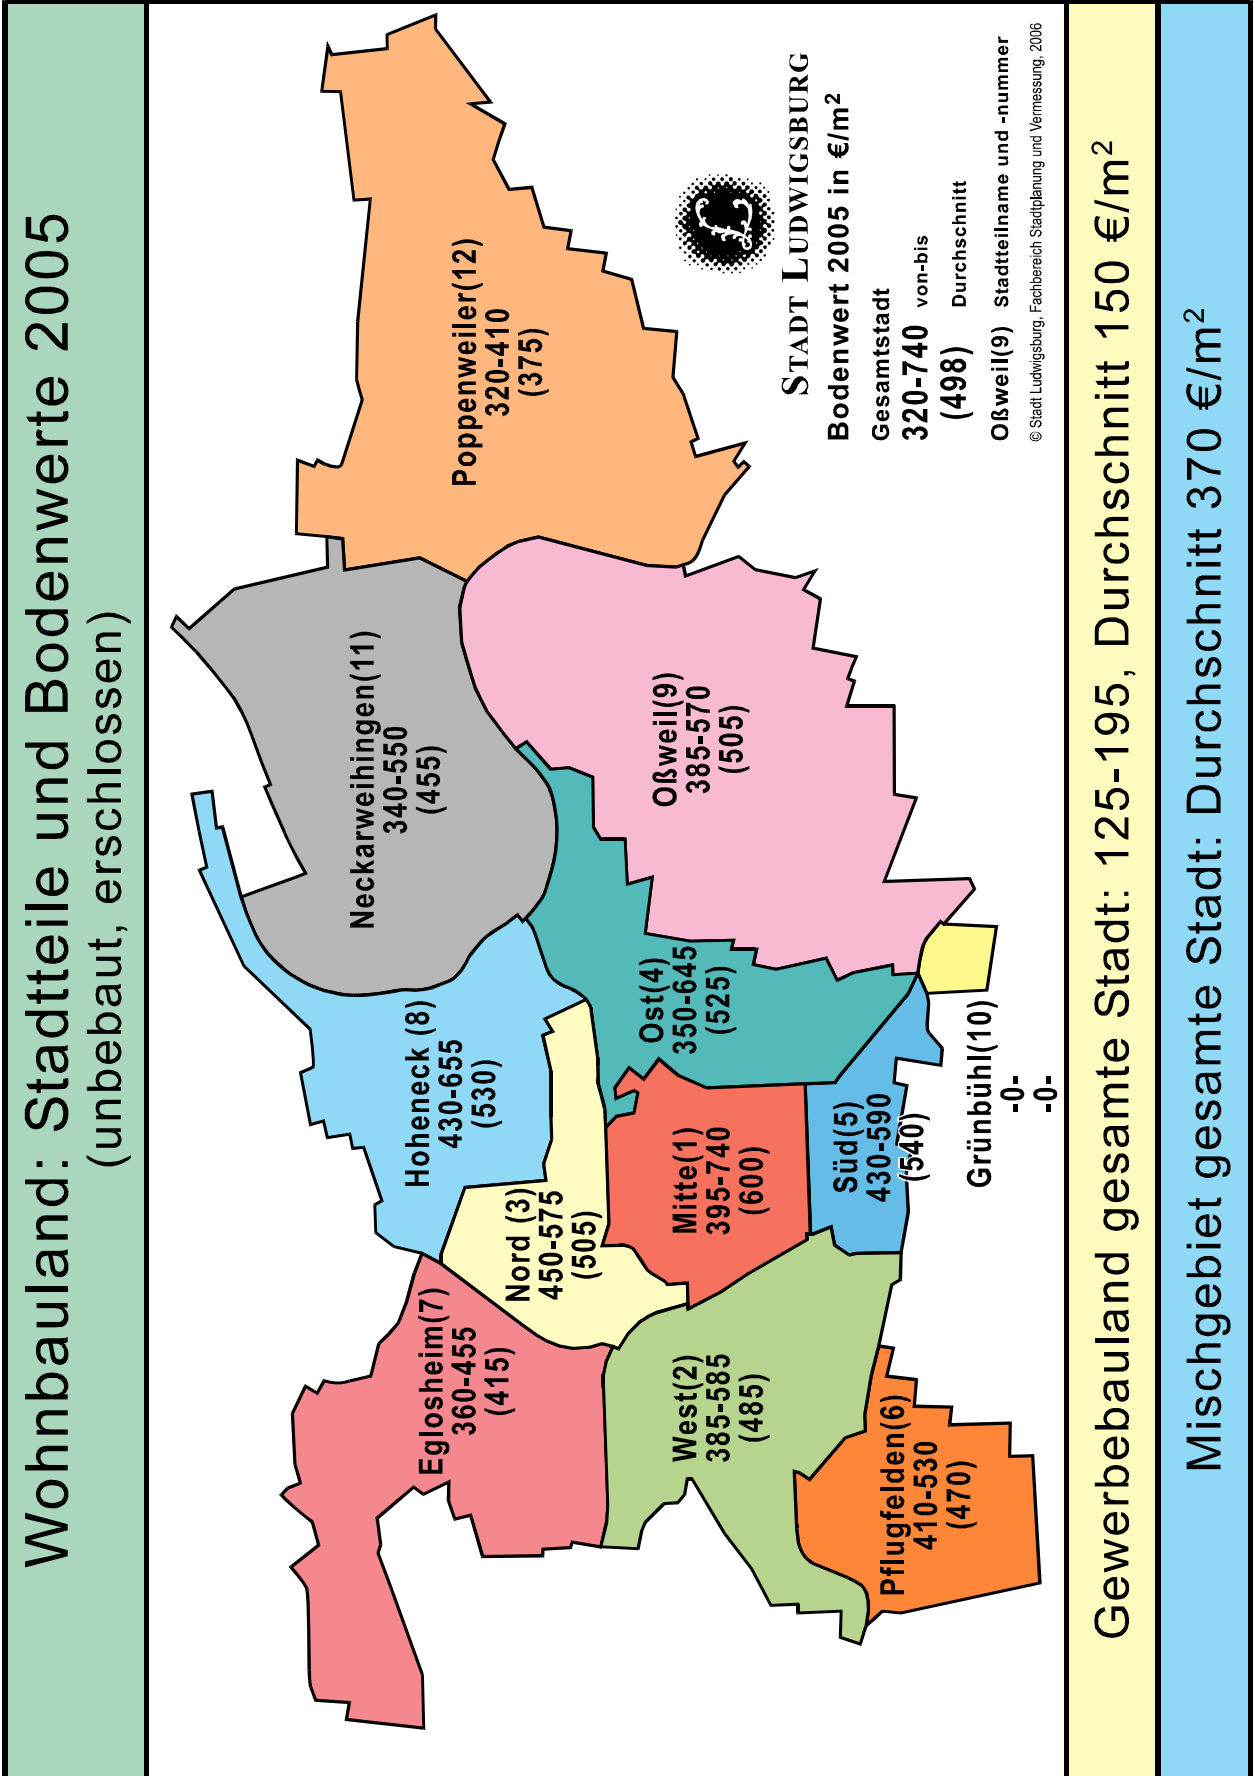 Wohnbauland: Stadtteile und Bodenwerte 2005
(unbebaut, erschlossen)
Poppenweiler(12)
320-410
(375)
Neckarweihingen(11)
340-550
(455)
Hoheneck (8)
430-655
(530)
Eglosheim(7)
360-455
(415)
Nord (3)
450-575
(505)
Oßweil(9)
385-570
(505)
Ost(4)
350-645
(525)
Mitte(1)
395-740
(600)
West(2)
385-585
(485)
Süd(5)
430-590
(540)
Pflugfelden(6)
410-530
(470)
Grünbühl(10)
-0-
-0-
L
STADT LUDWIGSBURG
Bodenwert 2005 in €/m²
Gesamtstadt
320-740 von-bis
(498) Durchschnitt
Oßweil(9) Stadtteilname und -nummer
© Stadt Ludwigsburg, Fachbereich Stadtplanung und Vermessung, 2006
Gewerbebauland gesamte Stadt: 125-195, Durchschnitt 150 €/m²
Mischgebiet gesamte Stadt: Durchschnitt 370 €/m²